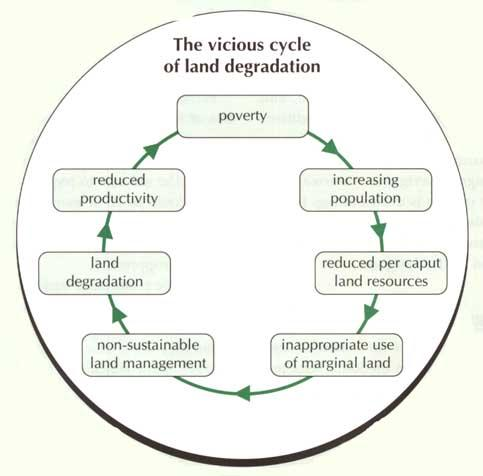 The vicious cycle
of land degradation
poverty
increasing
population
reduced per caput
land resources
inappropriate use
of marginal land
non-sustainable
land management
land
degradation
reduced
productivity